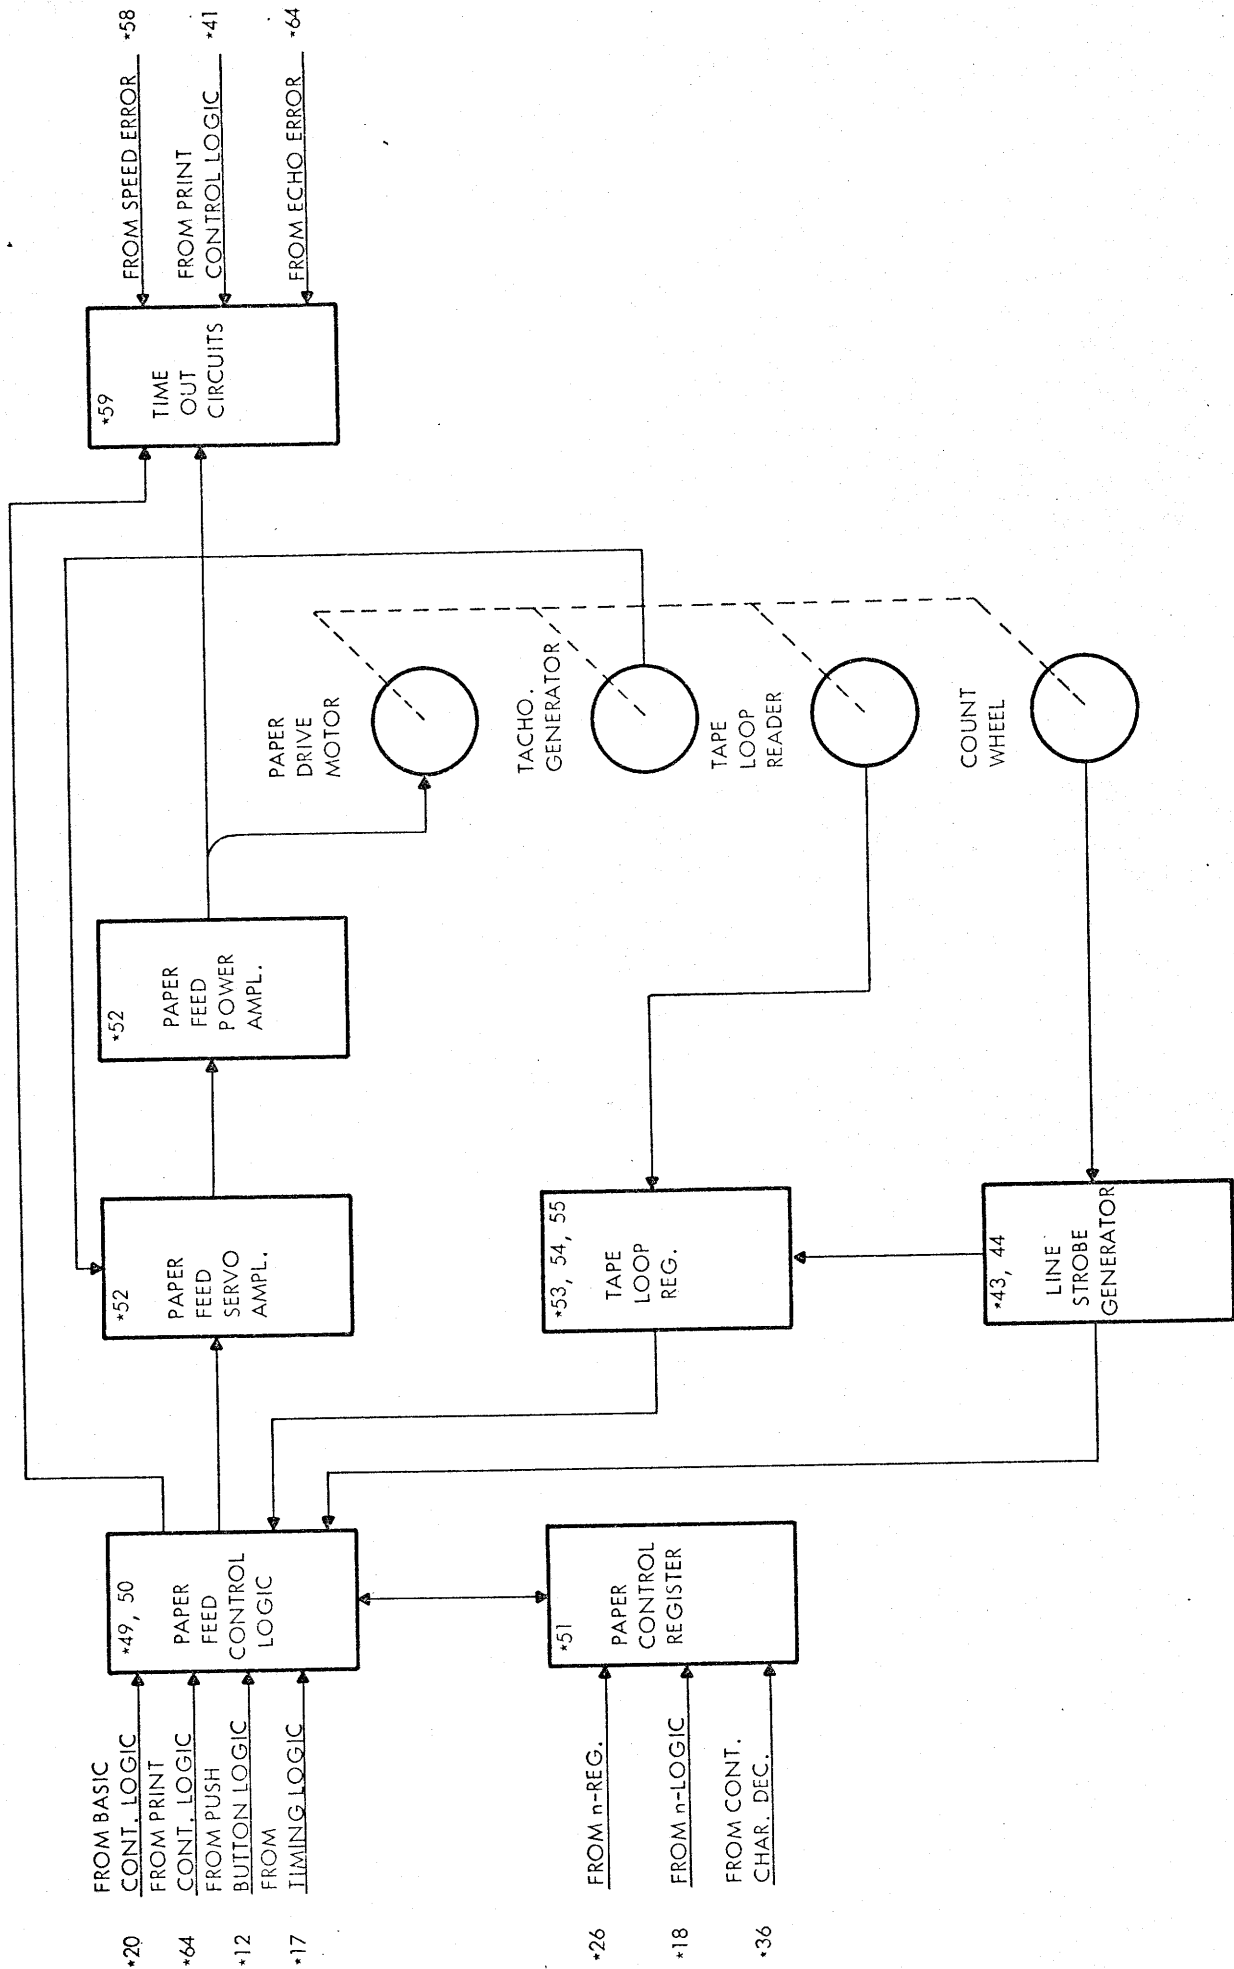 *20
FROM BASIC
CONT. LOGIC
*64
FROM PRINT
CONT. LOGIC
*12
FROM PUSH
BUTTON LOGIC
*17
FROM
TIMING LOGIC
*26
FROM n-REG.
*18
FROM n-LOGIC
*36
FROM CONT.
CHAR. DEC.
*49, 50
PAPER
FEED
CONTROL
LOGIC
*51
PAPER
CONTROL
REGISTER
*52
PAPER
FEED
SERVO
AMPL.
*53, 54, 55
TAPE
LOOP
REG.
*43, 44
LINE
STROBE
GENERATOR
*52
PAPER
FEED
POWER
AMPL.
PAPER
DRIVE
MOTOR
TACHO.
GENERATOR
TAPE
LOOP
READER
COUNT
WHEEL
*59
TIME
OUT
CIRCUITS
FROM SPEED ERROR *58
FROM PRINT
CONTROL LOGIC *41
FROM ECHO ERROR *64